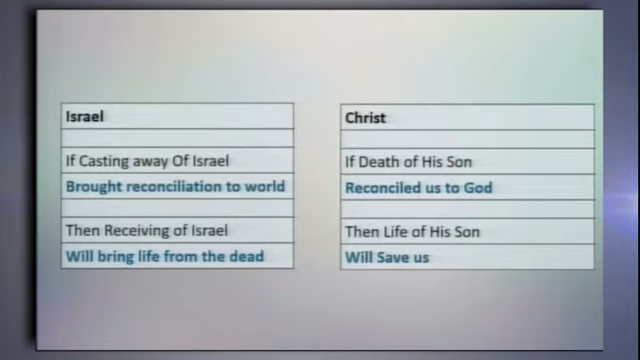 Israel
If Casting away Of Israel
Brought reconciliation to world
Then Receiving of Israel
Will bring life from the dead
Christ
If Death of His Son
Reconciled us to God
Then Life of His Son
Will Save us